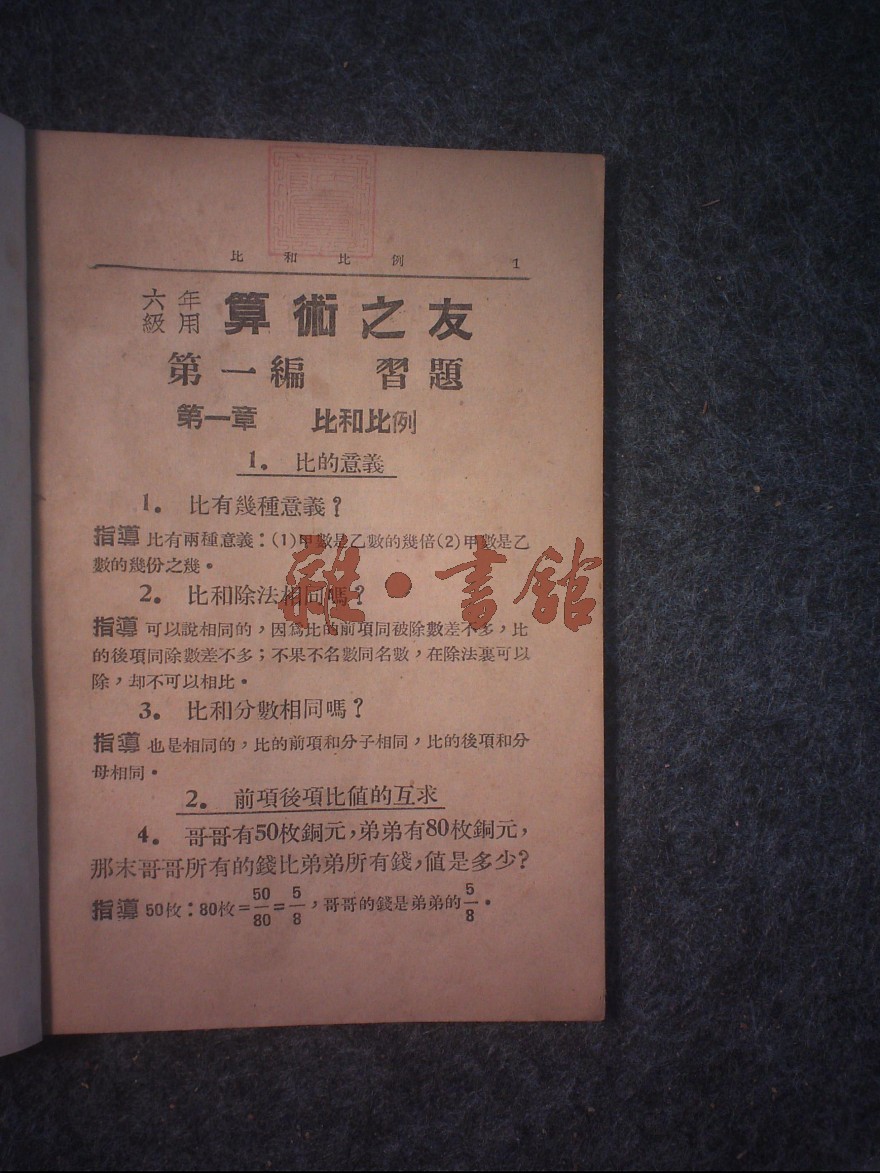 比和比例 1
六年級用 算術之友
第一編 習題
第一章 比和比例
1. 比的意義
1. 比有幾種意義？
指導 比有兩種意義：(1)甲數是乙數的幾倍(2)甲數是乙
數的幾份之幾。
2. 比和除法相同嗎？
指導 可以說相同的，因爲比的前項同被除數差不多，比
的後項同除數差不多；不果不名數同名數，在除法裏可以
除，却不可以相比。
3. 比和分數相同嗎？
指導 也是相同的，比的前項和分子相同，比的後項和分
母相同。
2. 前項後項比值的互求
4. 哥哥有50枚銅元，弟弟有80枚銅元，
那末哥哥所有的錢比弟弟所有錢，值是多少？
指導 50枚：80枚=50/80=5/8，哥哥的錢是弟弟的5/8。
雜·書館